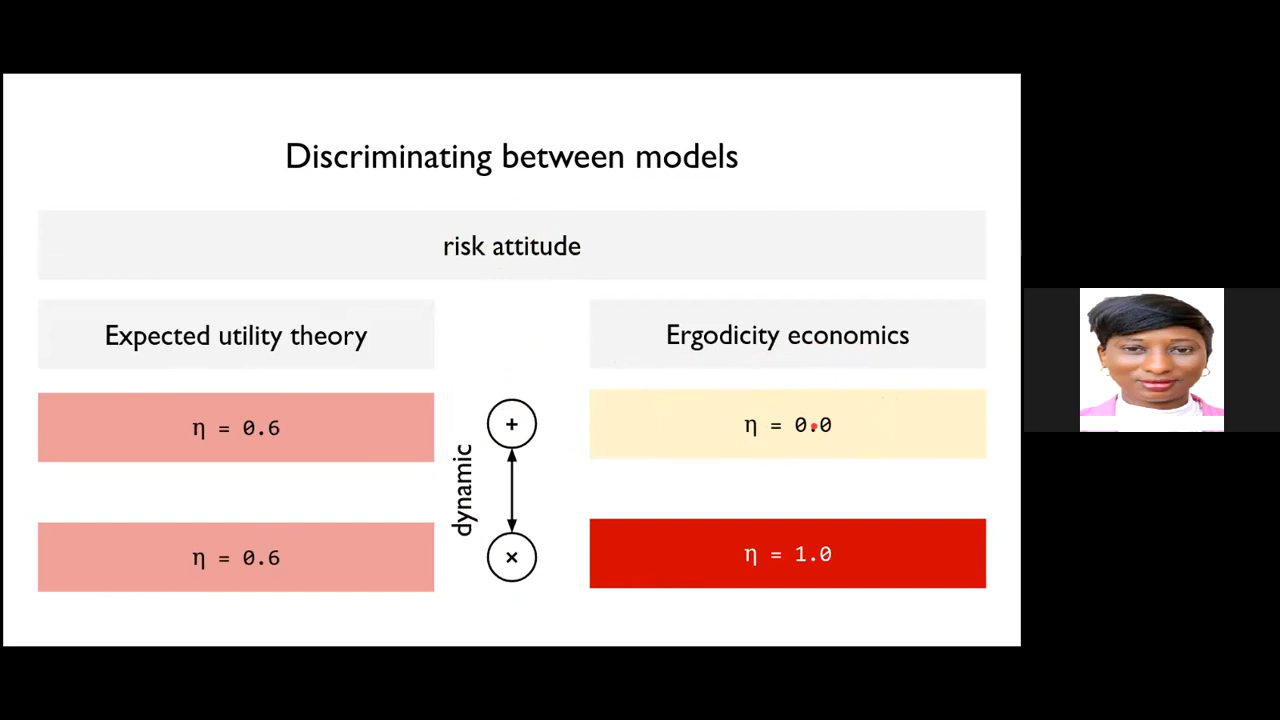 Discriminating between models
risk attitude
Expected utility theory
Ergodicity economics
η = 0.6
+
η = 0.0
dynamic
η = 0.6
×
η = 1.0